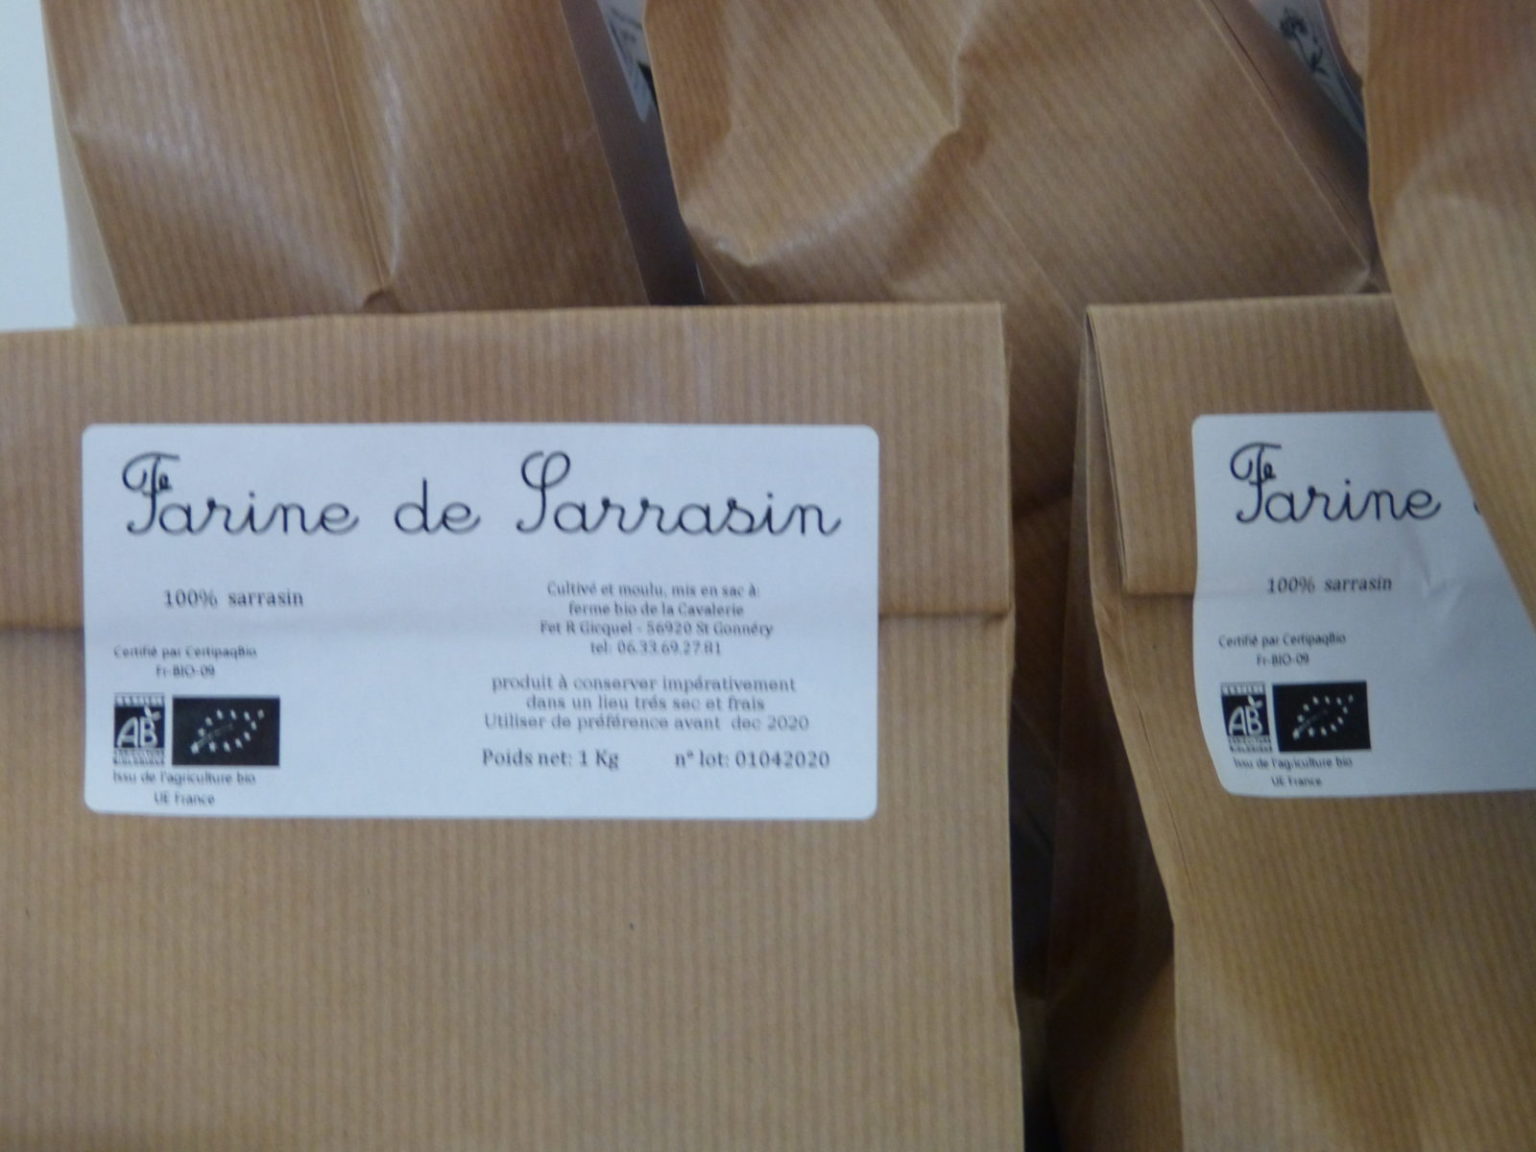 Farine de Sarrasin
100% sarrasin
Cultivé et moulu, mis en sac à:
ferme bio de la Cavalerie
F et R Gicquel - 56920 St Gonnéry
tel: 06.33.69.27.81
Certifié par CertipaqBio
Fr-BIO-09
produit à conserver impérativement
dans un lieu trés sec et frais
Utiliser de préférence avant dec 2020
Poids net: 1 Kg n° lot: 01042020
AB
Issu de l'agriculture bio
UE France
Farine
100% sarrasin
Certifié par CertipaqBio
Fr-BIO-09
AB
Issu de l'agriculture bio
UE France